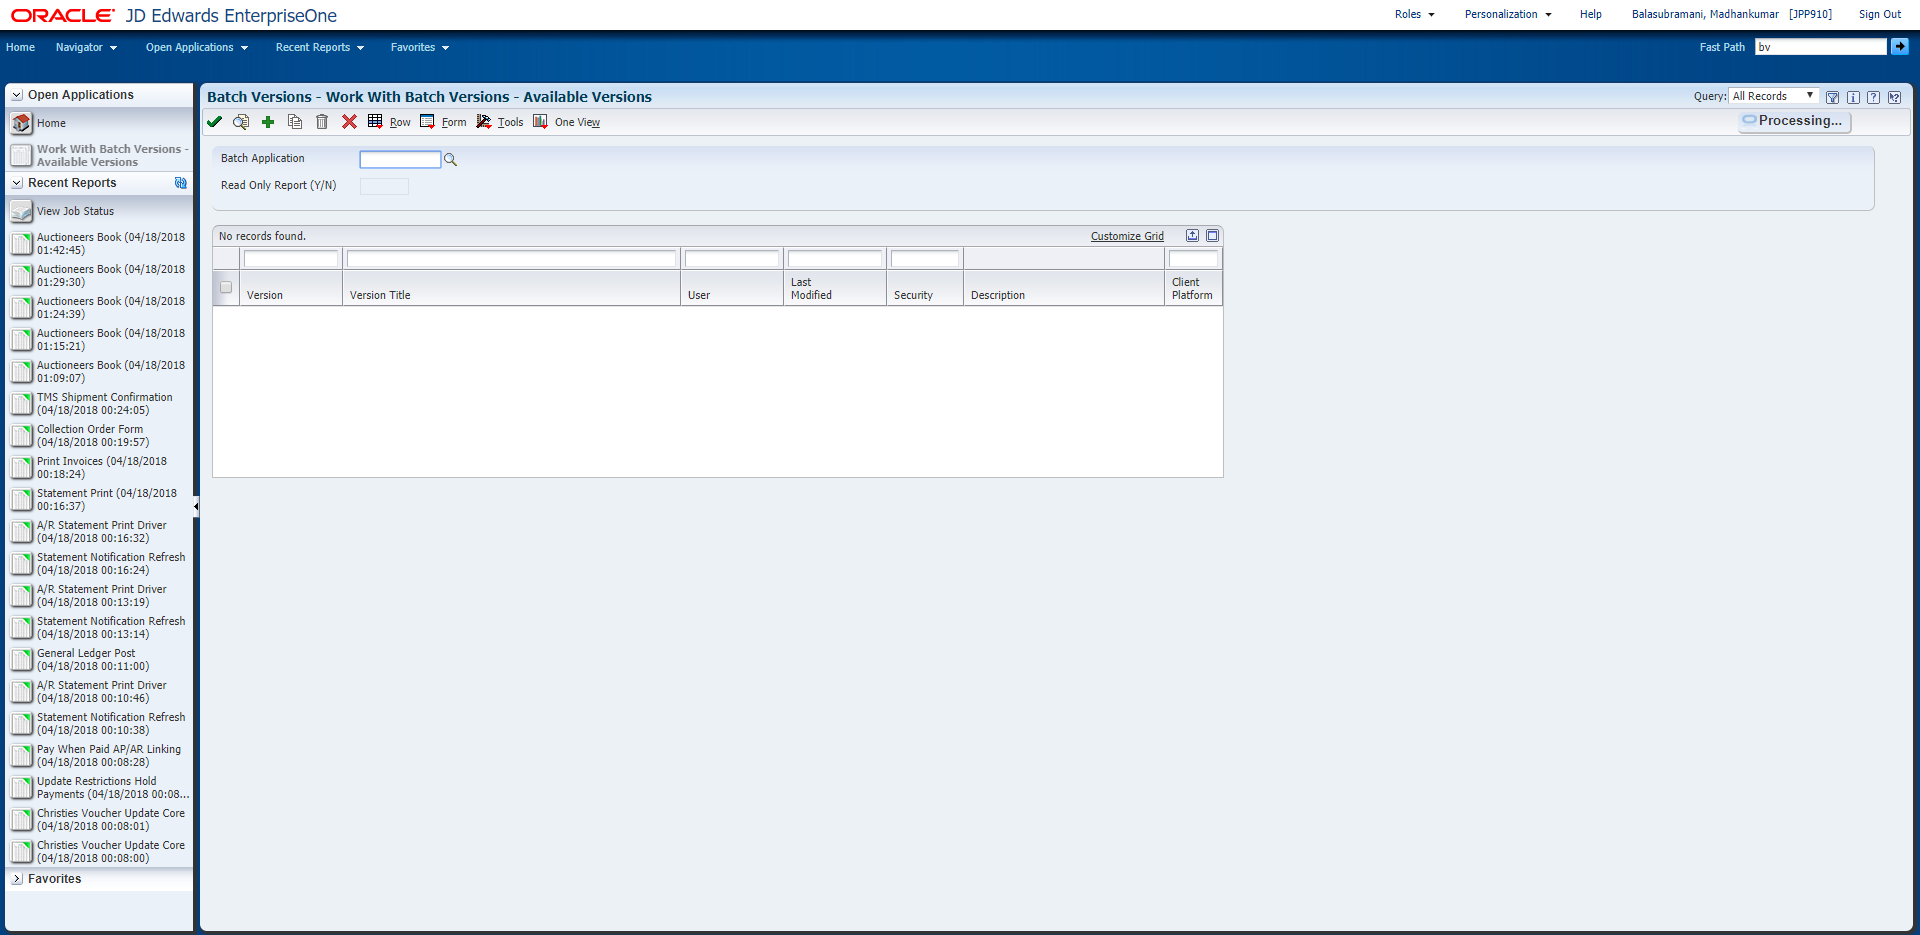 ORACLE JD Edwards EnterpriseOne
Roles Personalization Help Balasubramani, Madhankumar [JPP910] Sign Out
Home Navigator Open Applications Recent Reports Favorites Fast Path bv
Open Applications
Home
Work With Batch Versions -
Available Versions
Recent Reports
View Job Status
Auctioneers Book (04/18/2018
01:42:45)
Auctioneers Book (04/18/2018
01:29:30)
Auctioneers Book (04/18/2018
01:24:39)
Auctioneers Book (04/18/2018
01:15:21)
Auctioneers Book (04/18/2018
01:09:07)
TMS Shipment Confirmation
(04/18/2018 00:24:05)
Collection Order Form
(04/18/2018 00:19:57)
Print Invoices (04/18/2018
00:18:24)
Statement Print (04/18/2018
00:16:37)
A/R Statement Print Driver
(04/18/2018 00:16:32)
Statement Notification Refresh
(04/18/2018 00:16:24)
A/R Statement Print Driver
(04/18/2018 00:13:19)
Statement Notification Refresh
(04/18/2018 00:13:14)
General Ledger Post
(04/18/2018 00:11:00)
A/R Statement Print Driver
(04/18/2018 00:10:46)
Statement Notification Refresh
(04/18/2018 00:10:38)
Pay When Paid AP/AR Linking
(04/18/2018 00:08:28)
Update Restrictions Hold
Payments (04/18/2018 00:08...
Christies Voucher Update Core
(04/18/2018 00:08:01)
Christies Voucher Update Core
(04/18/2018 00:08:00)
Favorites
Batch Versions - Work With Batch Versions - Available Versions
Query: All Records
Row Form Tools One View
Processing...
Batch Application
Read Only Report (Y/N)
No records found. Customize Grid
Version Version Title User Last Modified Security Description Client Platform